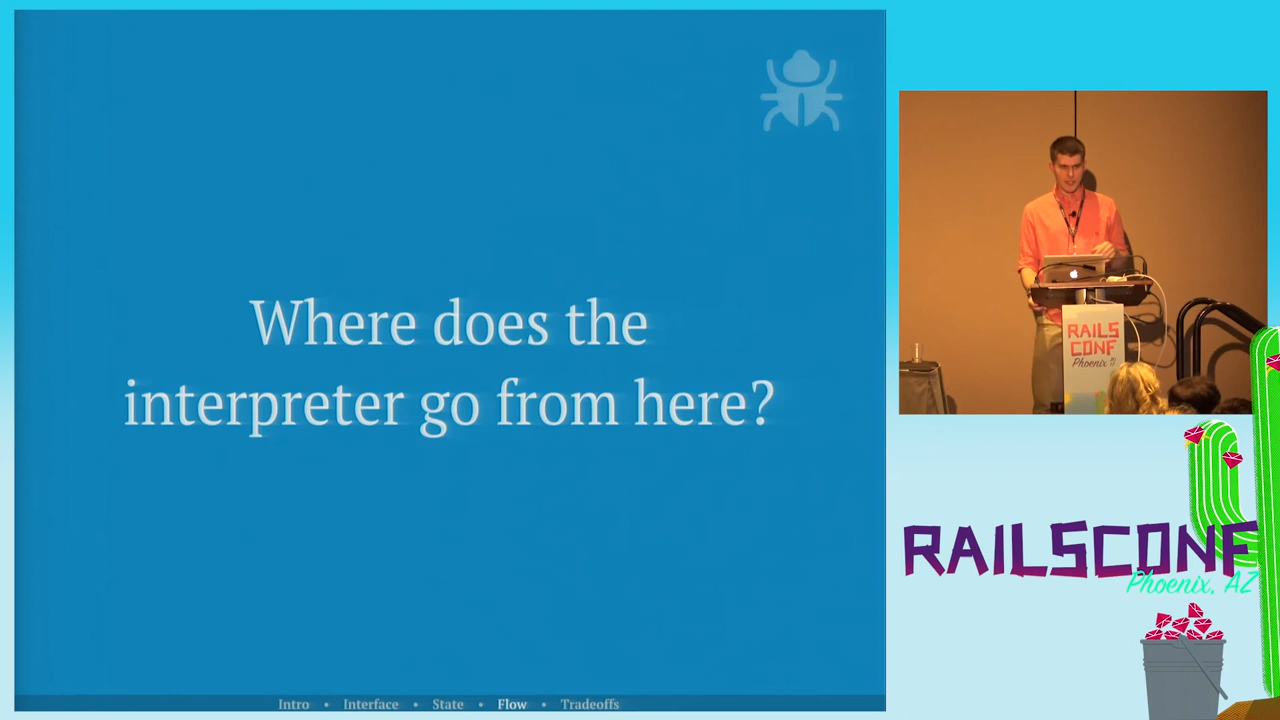 Where does the
interpreter go from here?
Intro • Interface • State • Flow • Tradeoffs
RAILS
CONF
Phoenix
RAILSCONF
Phoenix, AZ